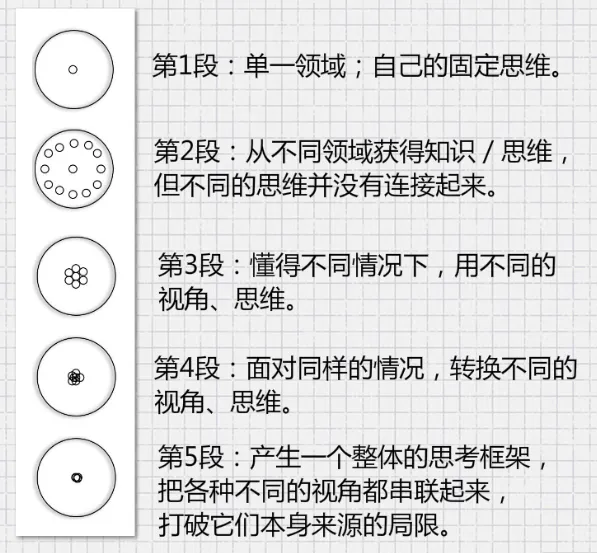 第1段：单一领域；自己的固定思维。
第2段：从不同领域获得知识／思维，
但不同的思维并没有连接起来。
第3段：懂得不同情况下，用不同的
视角、思维。
第4段：面对同样的情况，转换不同的
视角、思维。
第5段：产生一个整体的思考框架，
把各种不同的视角都串联起来，
打破它们本身来源的局限。